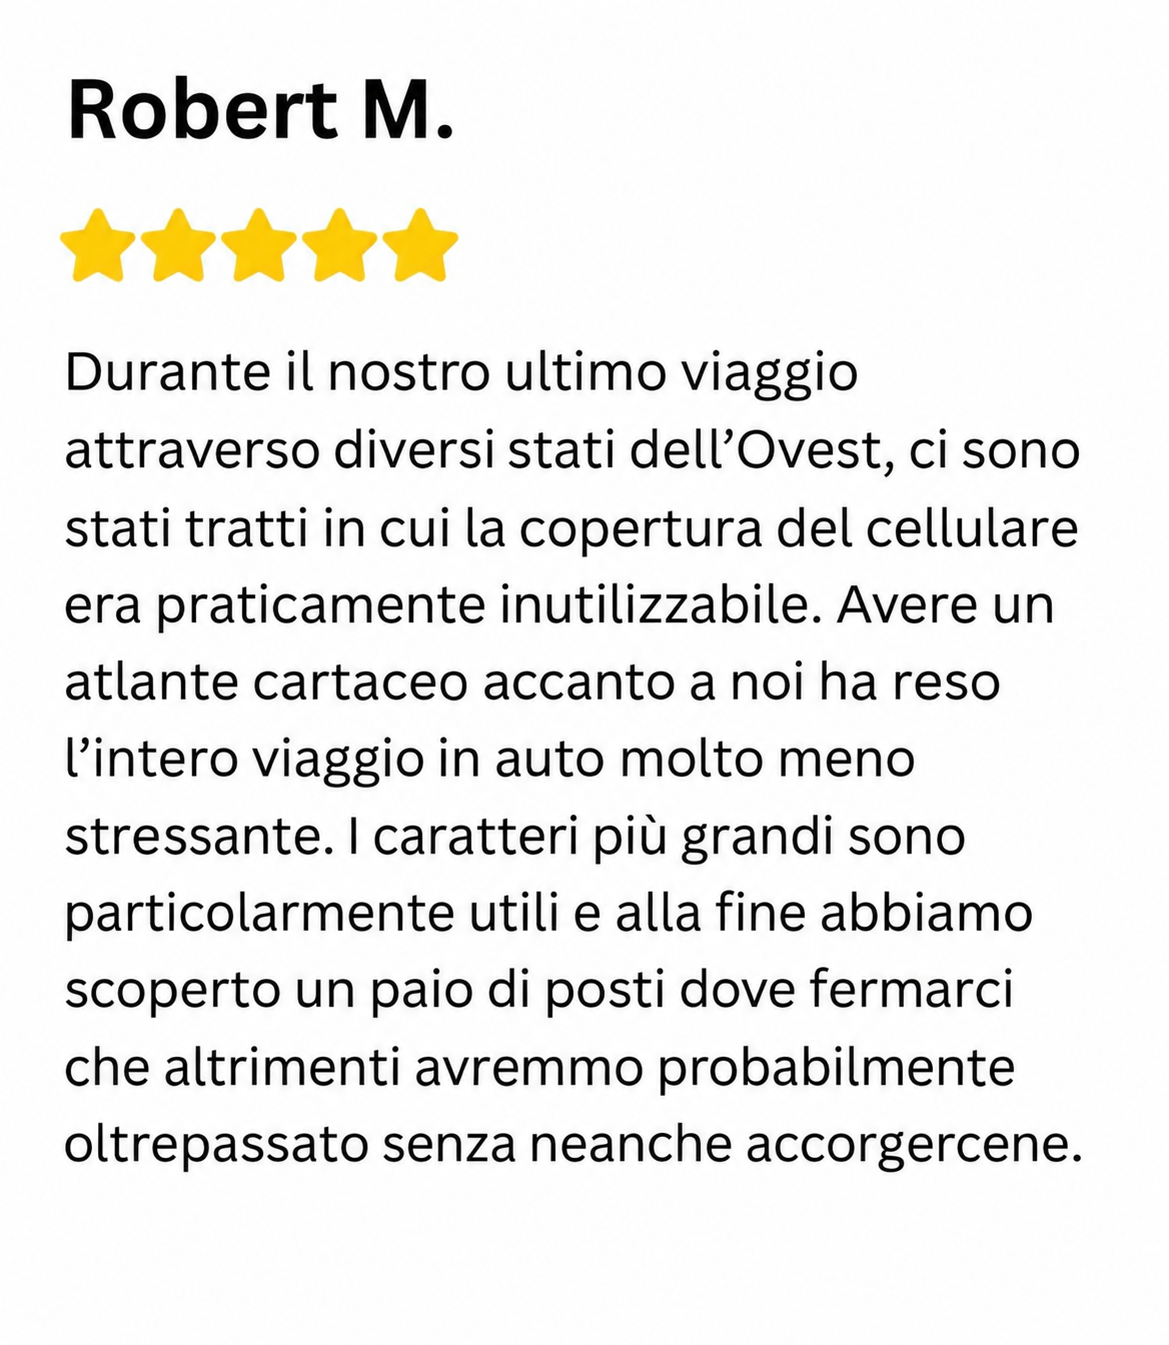 Robert M.
Durante il nostro ultimo viaggio
attraverso diversi stati dell’Ovest, ci sono
stati tratti in cui la copertura del cellulare
era praticamente inutilizzabile. Avere un
atlante cartaceo accanto a noi ha reso
l’intero viaggio in auto molto meno
stressante. I caratteri più grandi sono
particolarmente utili e alla fine abbiamo
scoperto un paio di posti dove fermarci
che altrimenti avremmo probabilmente
oltrepassato senza neanche accorgercene.